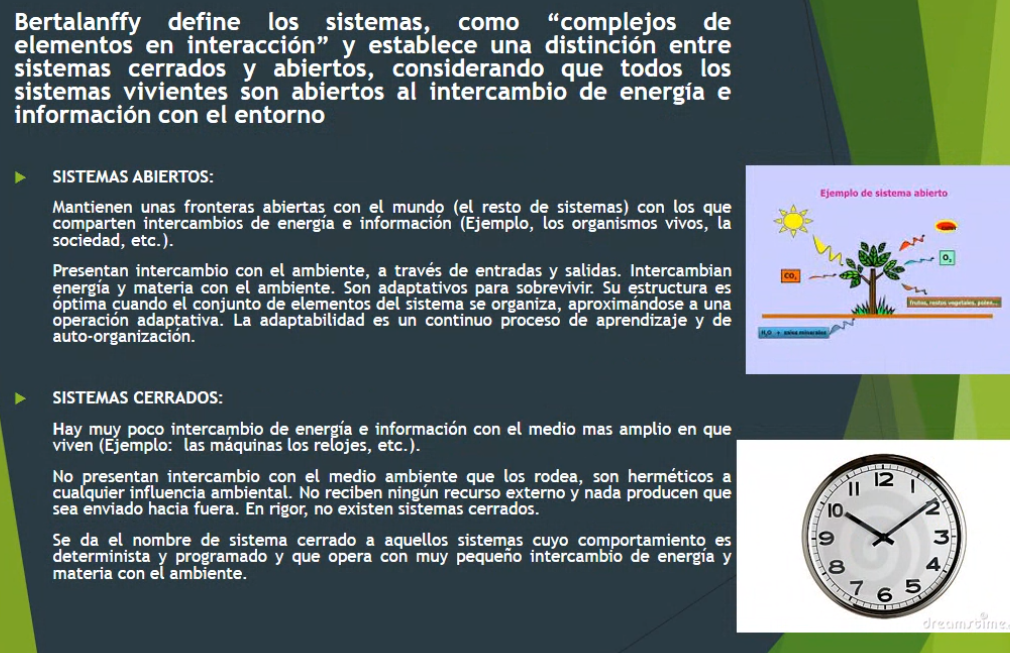 Bertalanffy define los sistemas, como “complejos de
elementos en interacción” y establece una distinción entre
sistemas cerrados y abiertos, considerando que todos los
sistemas vivientes son abiertos al intercambio de energía e
información con el entorno
SISTEMAS ABIERTOS:
Mantienen unas fronteras abiertas con el mundo (el resto de sistemas) con los que
comparten intercambios de energía e información (Ejemplo, los organismos vivos, la
sociedad, etc.).
Presentan intercambio con el ambiente, a través de entradas y salidas. Intercambian
energía y materia con el ambiente. Son adaptativos para sobrevivir. Su estructura es
óptima cuando el conjunto de elementos del sistema se organiza, aproximándose a una
operación adaptativa. La adaptabilidad es un continuo proceso de aprendizaje y de
auto-organización.
Ejemplo de sistema abierto
CO₂
O₂
frutos, restos vegetales, polen...
H₂O + sales minerales
SISTEMAS CERRADOS:
Hay muy poco intercambio de energía e información con el medio mas amplio en que
viven (Ejemplo: las máquinas los relojes, etc.).
No presentan intercambio con el medio ambiente que los rodea, son herméticos a
cualquier influencia ambiental. No reciben ningún recurso externo y nada producen que
sea enviado hacia fuera. En rigor, no existen sistemas cerrados.
Se da el nombre de sistema cerrado a aquellos sistemas cuyo comportamiento es
determinista y programado y que opera con muy pequeño intercambio de energía y
materia con el ambiente.
12
11 1
10 2
9 3
8 4
7 5
6
dreamstime